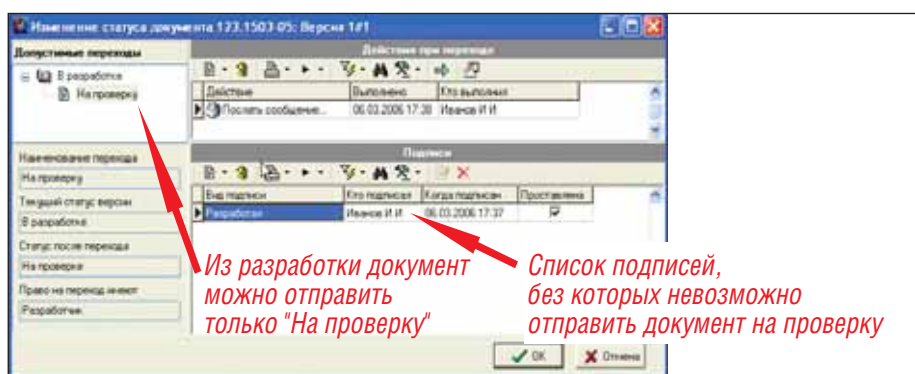 Изменение статуса документа 123.1503-05: Версия 1#1
Допустимые переходы
В разработке
На проверку
Действия при переходе
Действие Выполнено Кто выполнил
Послать сообщение... 06.03.2006 17:38 Иванов И И
Наименование перехода
На проверку
Текущий статус версии
В разработке
Статус после перехода
На проверке
Право на переход имеют
Разработчик
Подписи
Вид подписи Кто подписал Когда подписан Проставлена
Разработал Иванов И И 06.03.2006 17:37
Из разработки документ
можно отправить
только "На проверку"
Список подписей,
без которых невозможно
отправить документ на проверку
OK Отмена